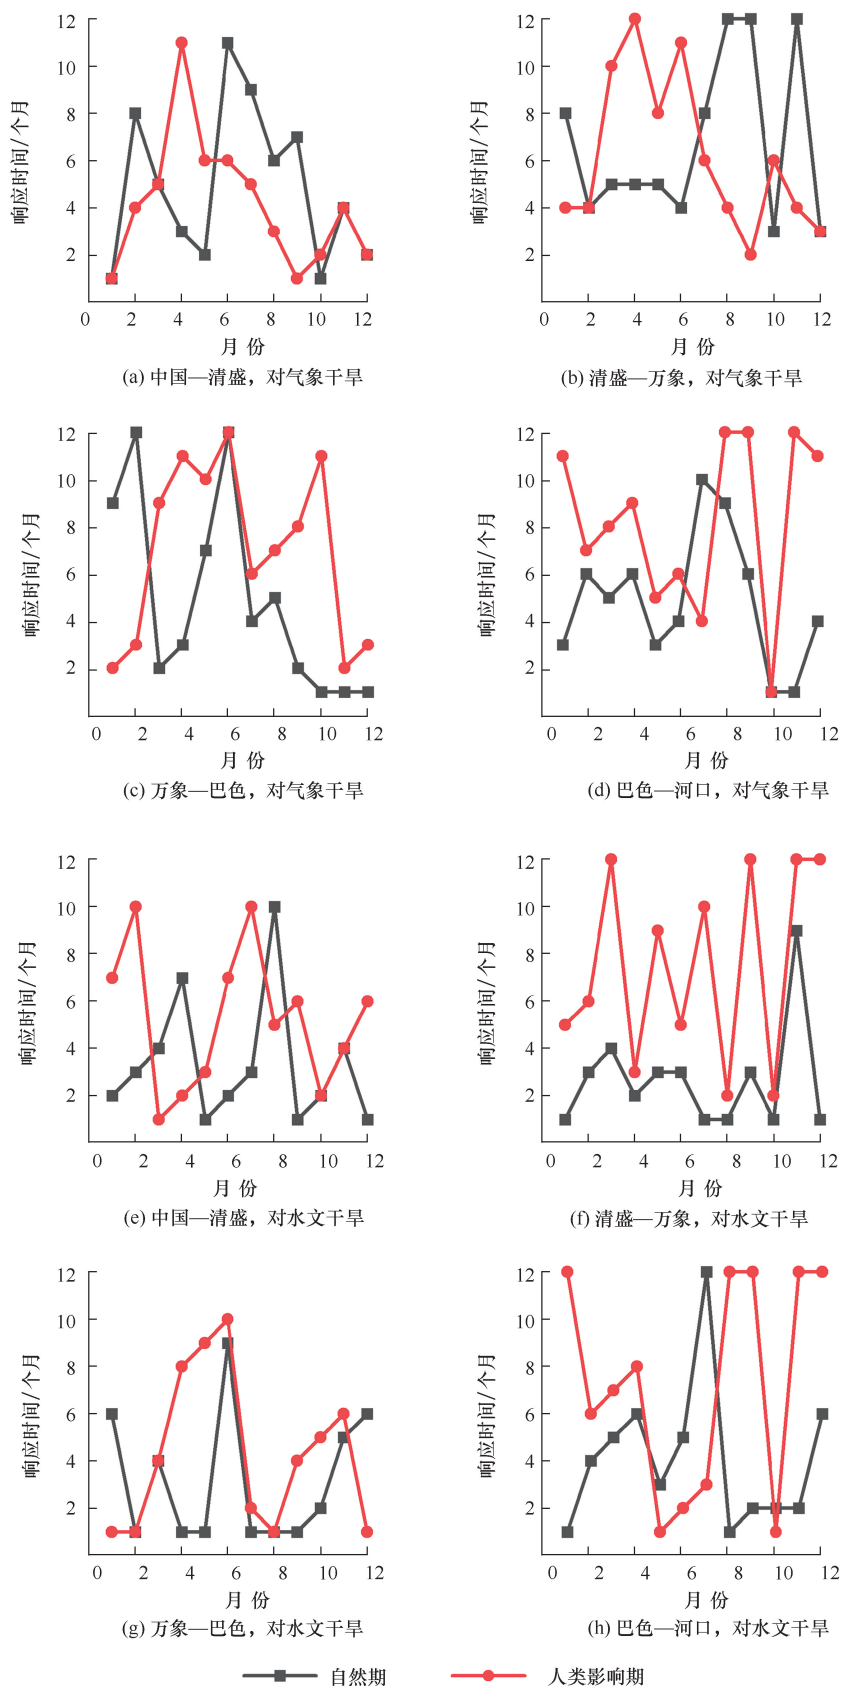 12
10
8
6
4
2
响应时间/个月
0 2 4 6 8 10 12
月 份
(a) 中国—清盛，对气象干旱
12
10
8
6
4
2
响应时间/个月
0 2 4 6 8 10 12
月 份
(b) 清盛—万象，对气象干旱
12
10
8
6
4
2
响应时间/个月
0 2 4 6 8 10 12
月 份
(c) 万象—巴色，对气象干旱
12
10
8
6
4
2
响应时间/个月
0 2 4 6 8 10 12
月 份
(d) 巴色—河口，对气象干旱
12
10
8
6
4
2
响应时间/个月
0 2 4 6 8 10 12
月 份
(e) 中国—清盛，对水文干旱
12
10
8
6
4
2
响应时间/个月
0 2 4 6 8 10 12
月 份
(f) 清盛—万象，对水文干旱
12
10
8
6
4
2
响应时间/个月
0 2 4 6 8 10 12
月 份
(g) 万象—巴色，对水文干旱
12
10
8
6
4
2
响应时间/个月
0 2 4 6 8 10 12
月 份
(h) 巴色—河口，对水文干旱
自然期 人类影响期